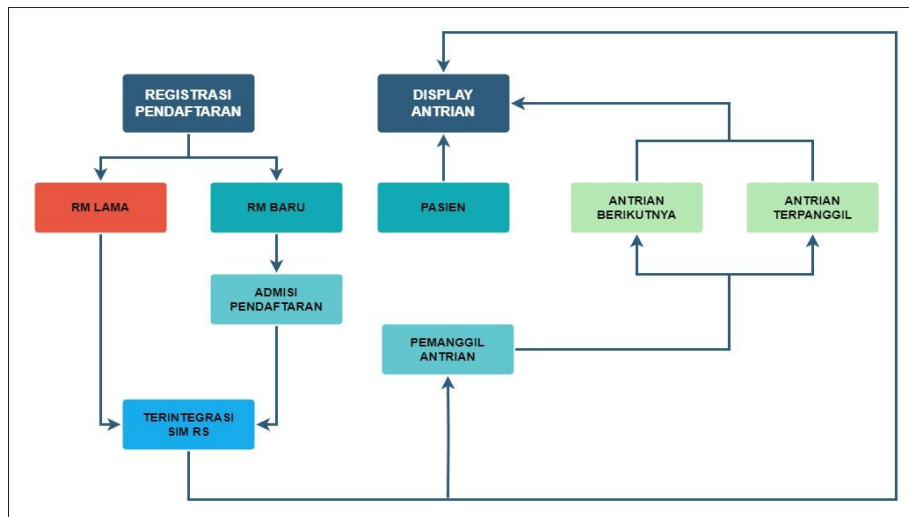 REGISTRASI
PENDAFTARAN
DISPLAY
ANTRIAN
RM LAMA
RM BARU
PASIEN
ANTRIAN
BERIKUTNYA
ANTRIAN
TERPANGGIL
ADMISI
PENDAFTARAN
PEMANGGIL
ANTRIAN
TERINTEGRASI
SIM RS